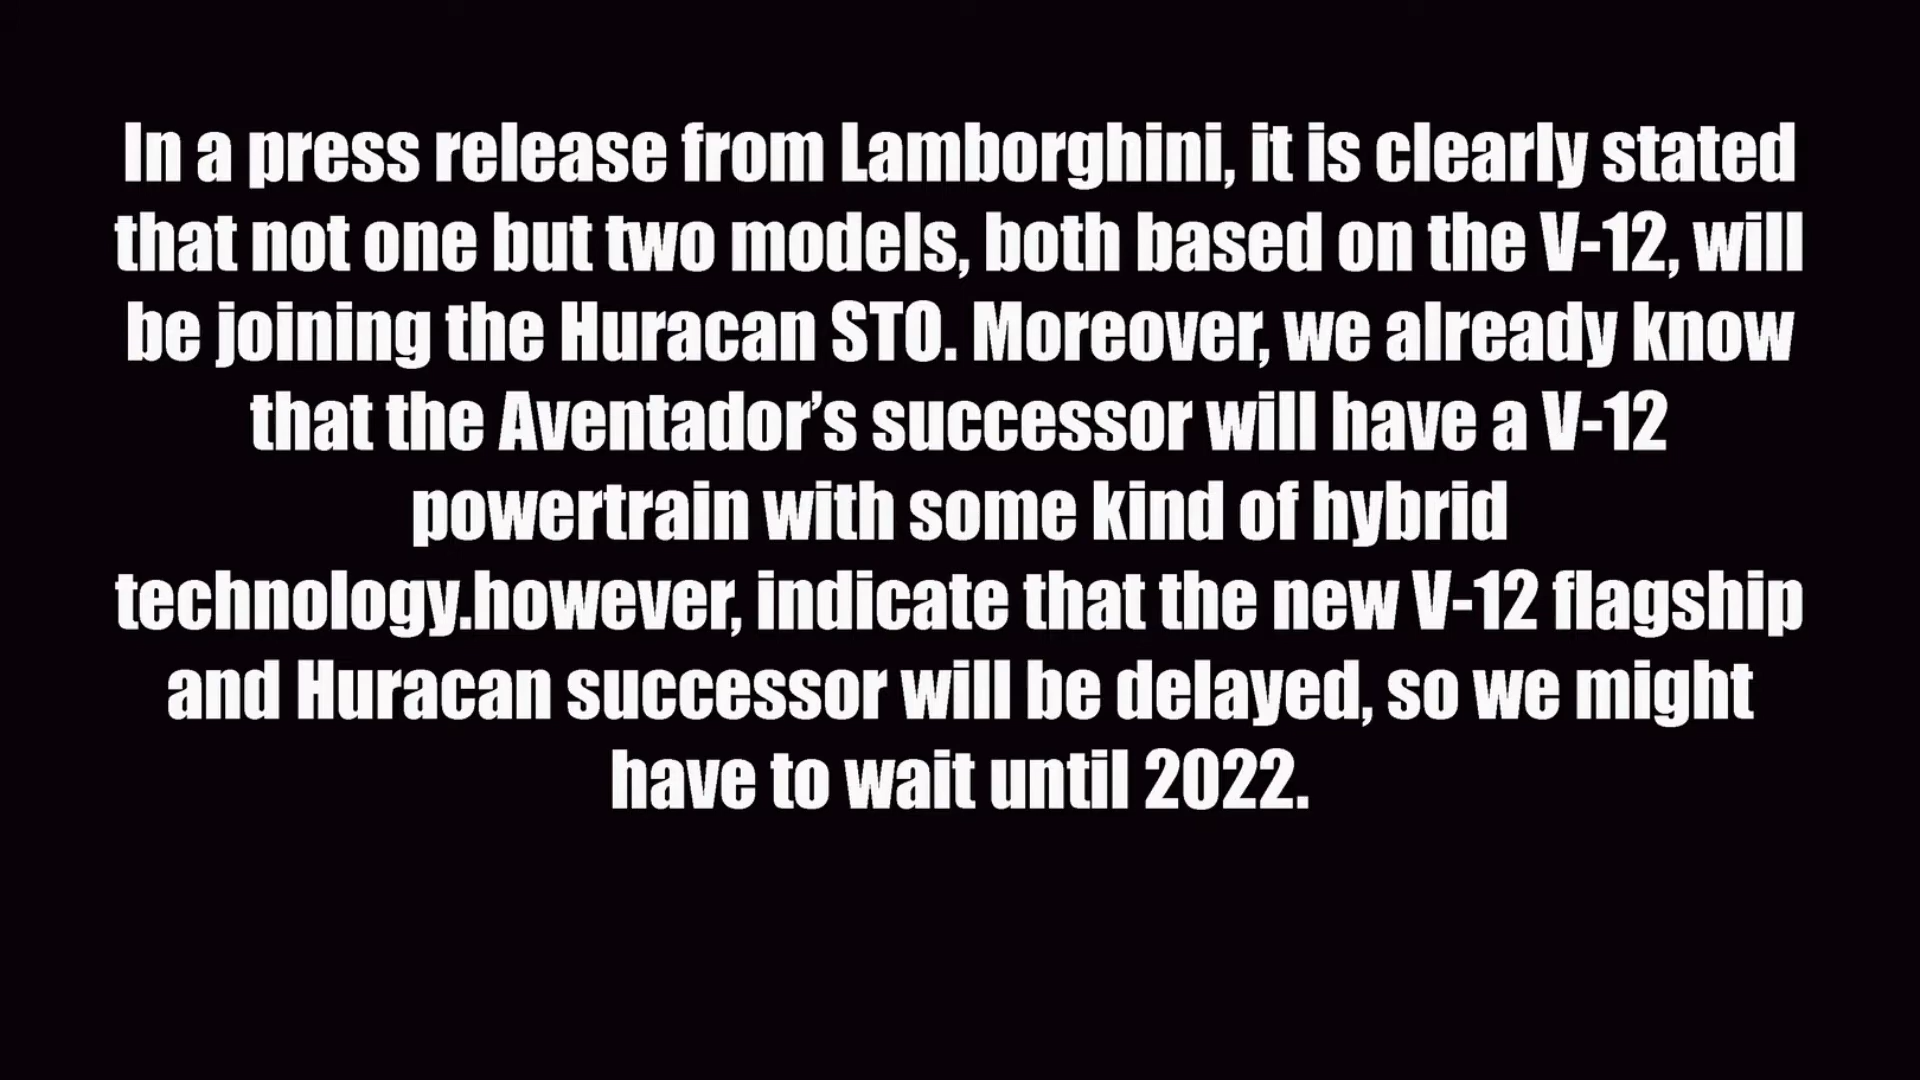 In a press release from Lamborghini, it is clearly stated
that not one but two models, both based on the V-12, will
be joining the Huracan STO. Moreover, we already know
that the Aventador’s successor will have a V-12
powertrain with some kind of hybrid
technology.however, indicate that the new V-12 flagship
and Huracan successor will be delayed, so we might
have to wait until 2022.